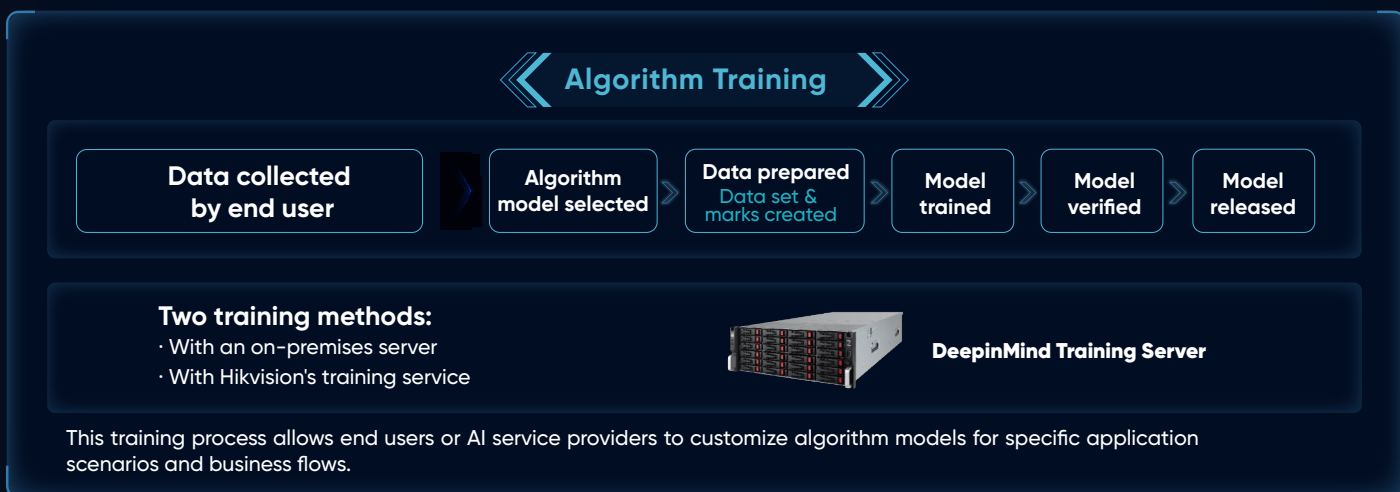 Algorithm Training
Data collected
by end user
Algorithm
model selected
Data prepared
Data set &
marks created
Model
trained
Model
verified
Model
released
Two training methods:
· With an on-premises server
· With Hikvision's training service
DeepinMind Training Server
This training process allows end users or AI service providers to customize algorithm models for specific application
scenarios and business flows.